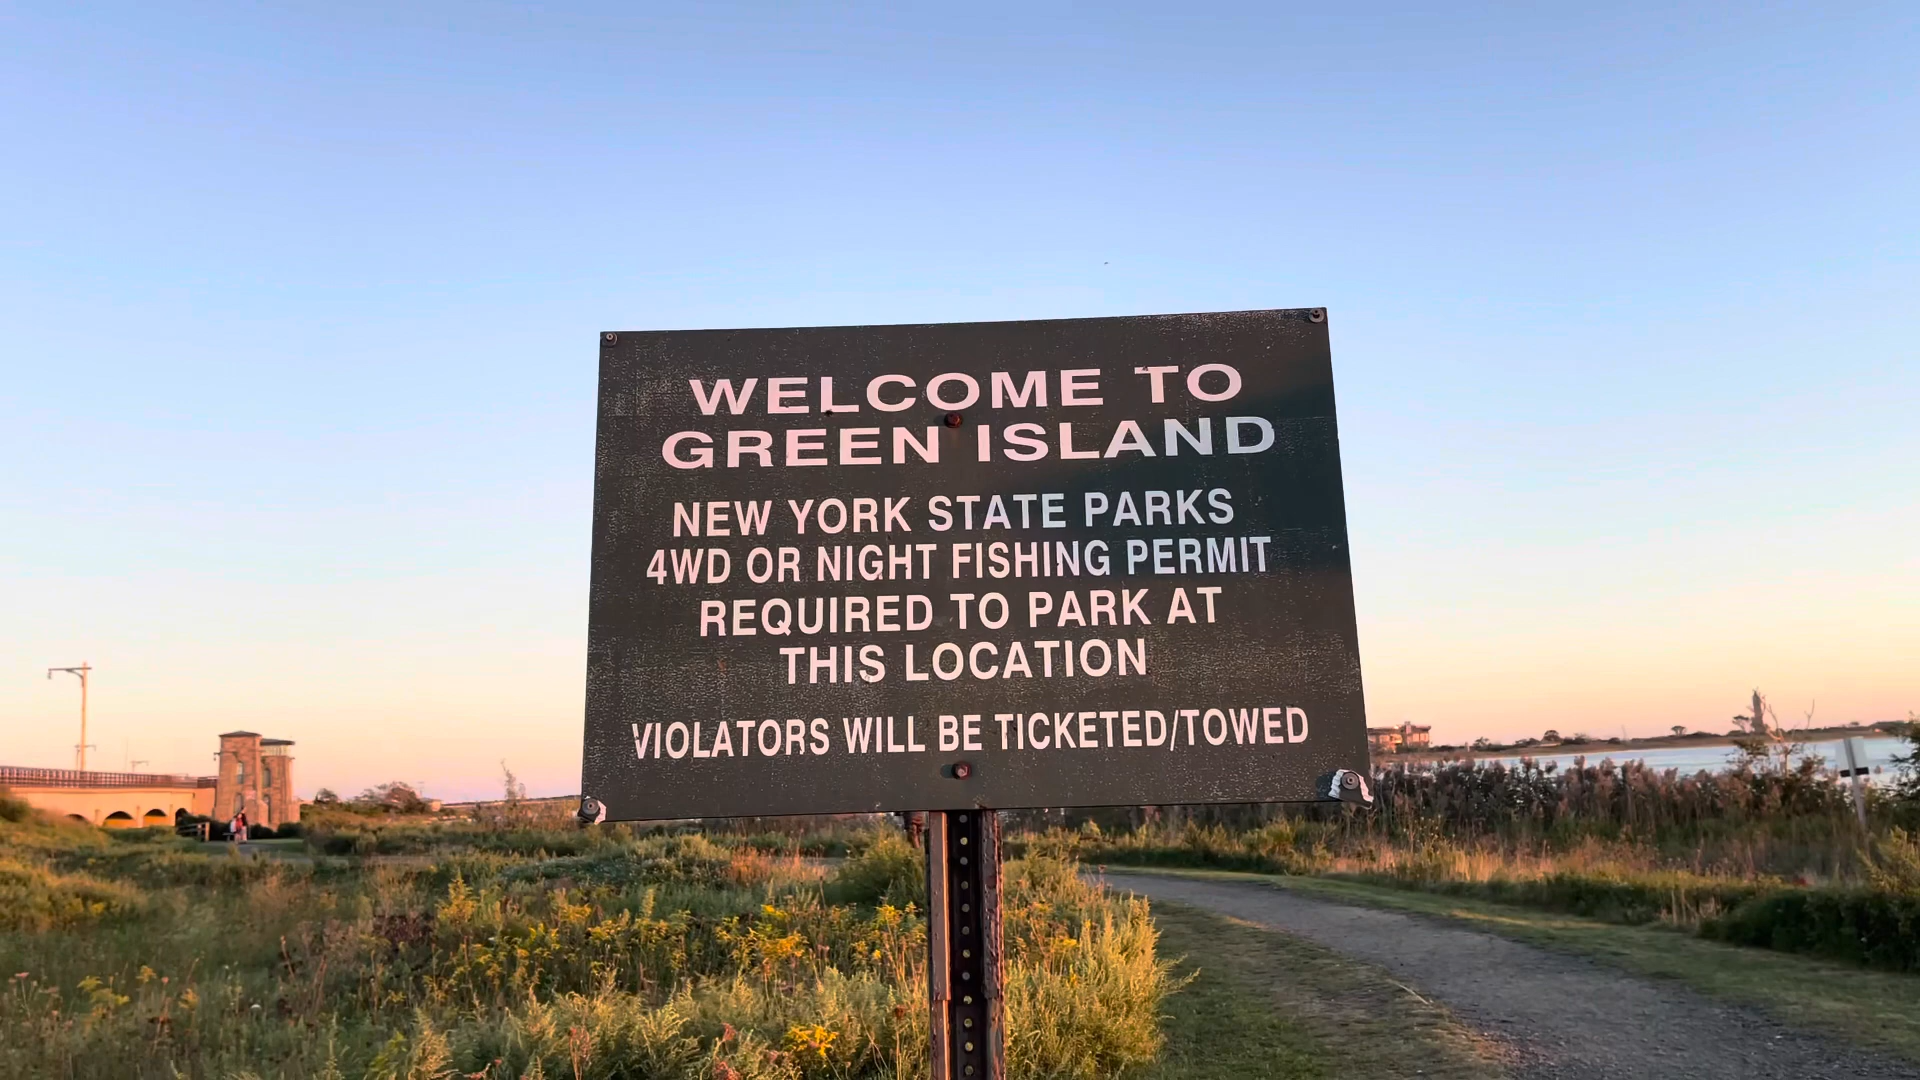 WELCOME TO
GREEN ISLAND
NEW YORK STATE PARKS
4WD OR NIGHT FISHING PERMIT
REQUIRED TO PARK AT
THIS LOCATION
VIOLATORS WILL BE TICKETED/TOWED